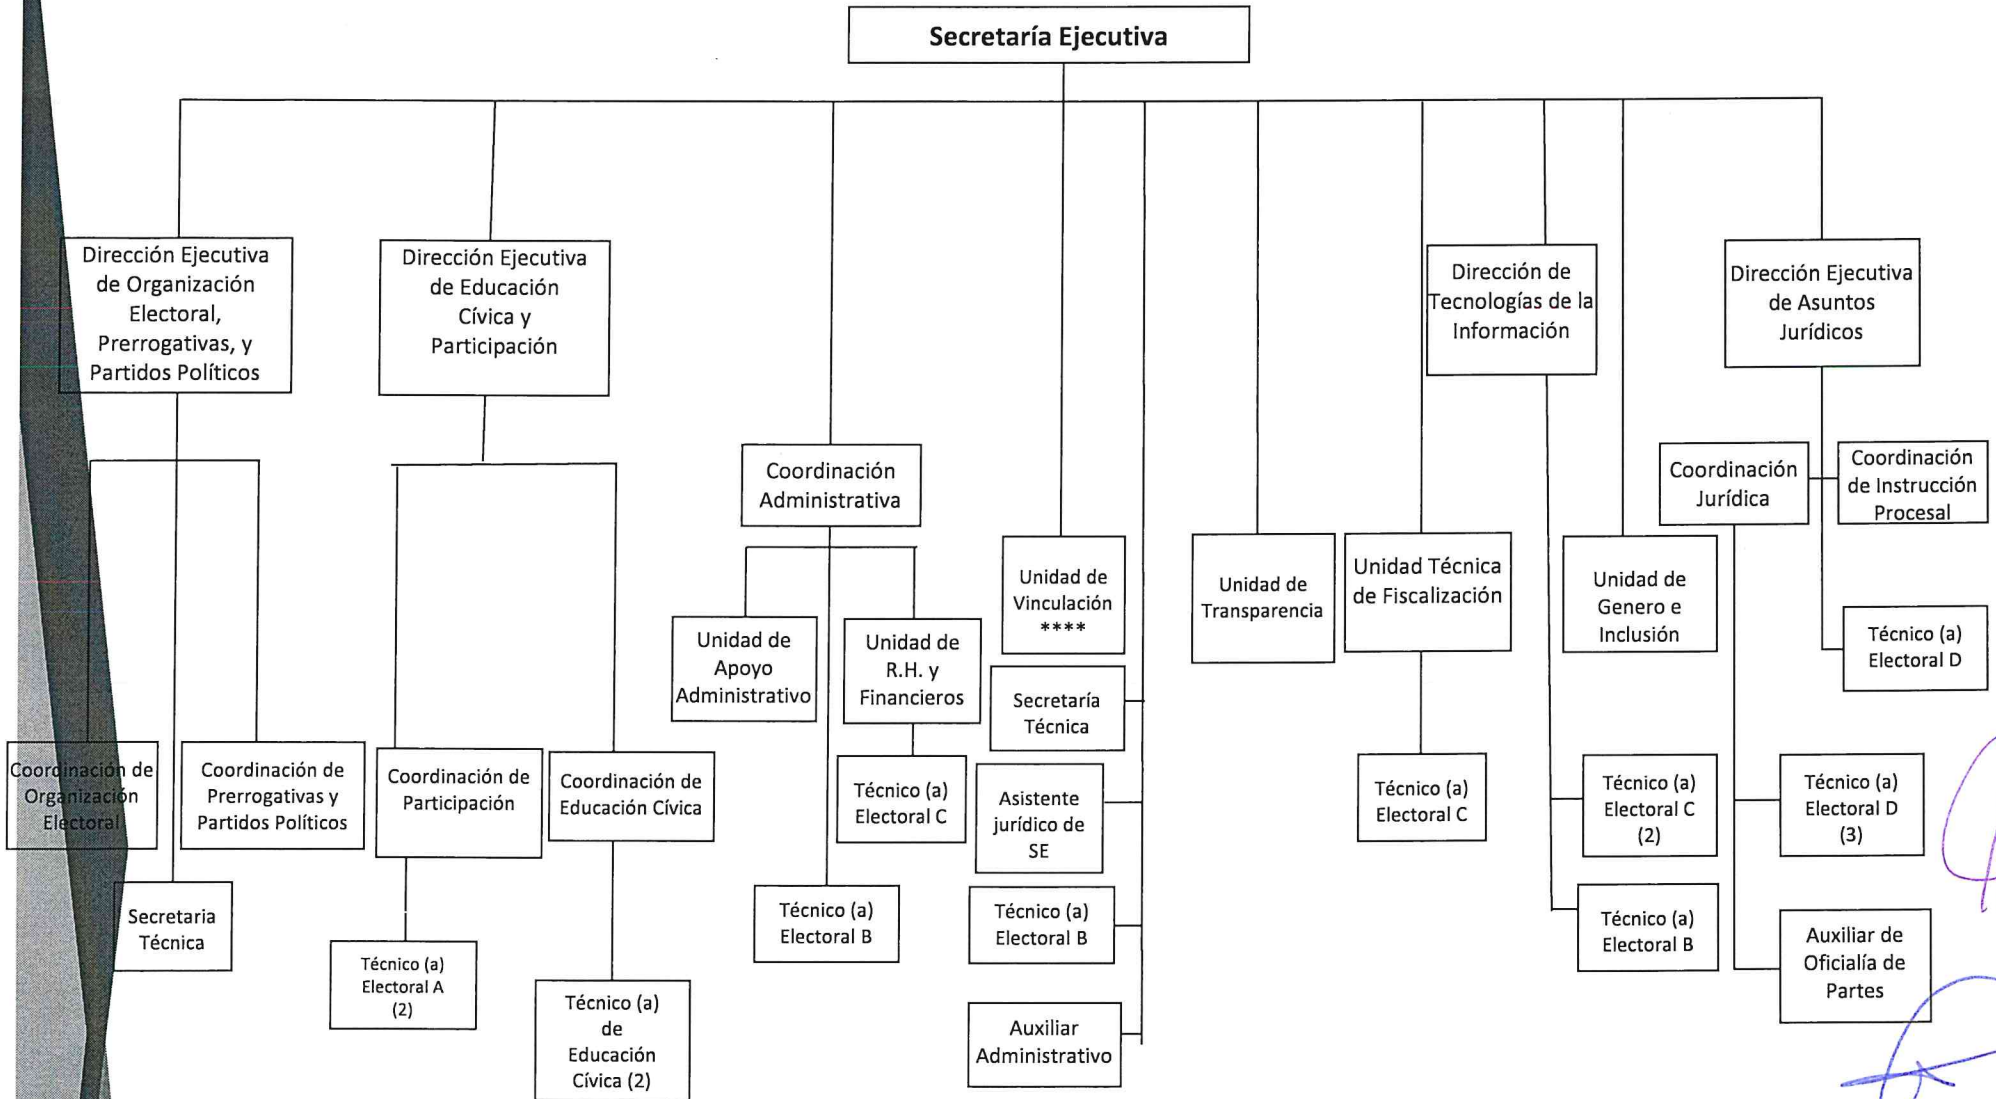 Secretaría Ejecutiva
Dirección Ejecutiva
de Organización
Electoral,
Prerrogativas, y
Partidos Políticos
Dirección Ejecutiva
de Educación
Cívica y
Participación
Dirección de
Tecnologías de la
Información
Dirección Ejecutiva
de Asuntos
Jurídicos
Coordinación
Administrativa
Coordinación
Jurídica
Coordinación
de Instrucción
Procesal
Unidad de
Vinculación
****
Unidad de
Transparencia
Unidad Técnica
de Fiscalización
Unidad de
Genero e
Inclusión
Unidad de
Apoyo
Administrativo
Unidad de
R.H. y
Financieros
Técnico (a)
Electoral D
Secretaría
Técnica
Coordinación de
Organización
Electoral
Coordinación de
Prerrogativas y
Partidos Políticos
Coordinación de
Participación
Coordinación de
Educación Cívica
Técnico (a)
Electoral C
Asistente
jurídico de
SE
Técnico (a)
Electoral C
Técnico (a)
Electoral C
(2)
Técnico (a)
Electoral D
(3)
Secretaria
Técnica
Técnico (a)
Electoral A
(2)
Técnico (a)
de
Educación
Cívica (2)
Técnico (a)
Electoral B
Técnico (a)
Electoral B
Técnico (a)
Electoral B
Auxiliar de
Oficialía de
Partes
Auxiliar
Administrativo